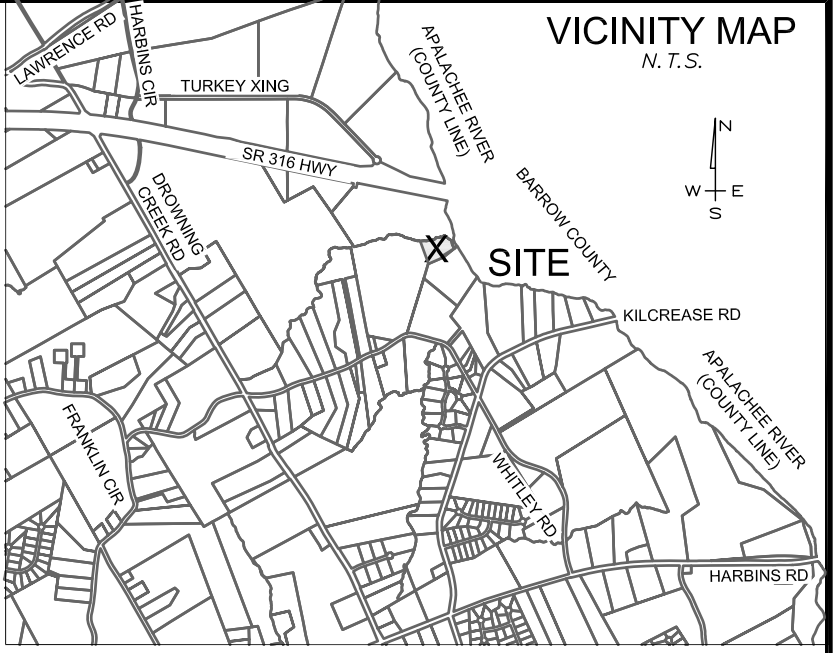 VICINITY MAP
N.T.S.
LAWRENCE RD
HARBINS CIR
TURKEY XING
APALACHEE RIVER
(COUNTY LINE)
SR 316 HWY
N
W E
S
DROWNING
CREEK RD
BARROW COUNTY
X
SITE
KILCREASE RD
APALACHEE RIVER
(COUNTY LINE)
FRANKLIN CIR
WHITLEY RD
HARBINS RD